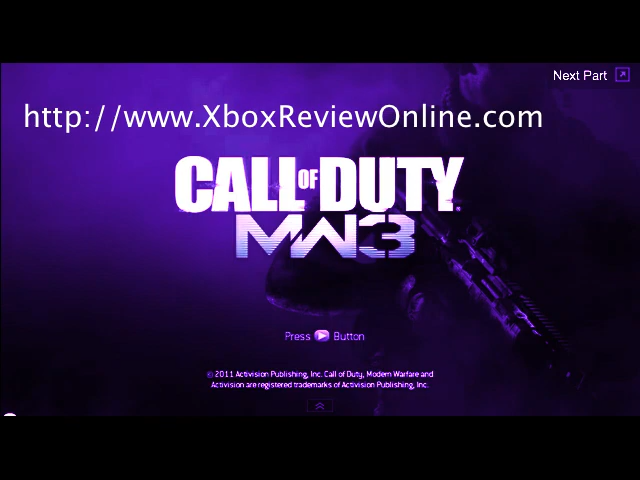 Next Part
http://www.XboxReviewOnline.com
CALL OF DUTY
MW3
Press Button
© 2011 Activision Publishing, Inc. Call of Duty, Modern Warfare and
Activision are registered trademarks of Activision Publishing, Inc.